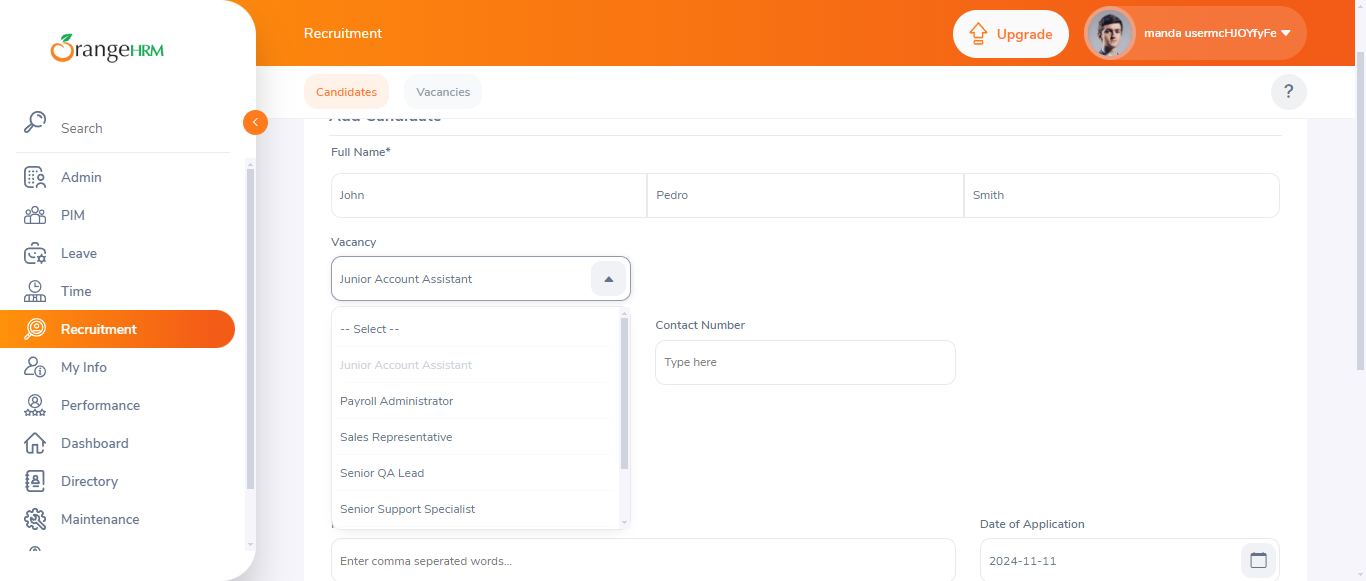 OrangeHRM
Recruitment
Upgrade
manda usermcHJOYfyFe
Candidates
Vacancies
?
Search
Admin
PIM
Leave
Time
Recruitment
My Info
Performance
Dashboard
Directory
Maintenance
Add Candidate
Full Name*
John
Pedro
Smith
Vacancy
Junior Account Assistant
-- Select --
Junior Account Assistant
Payroll Administrator
Sales Representative
Senior QA Lead
Senior Support Specialist
Contact Number
Type here
Enter comma seperated words...
Date of Application
2024-11-11